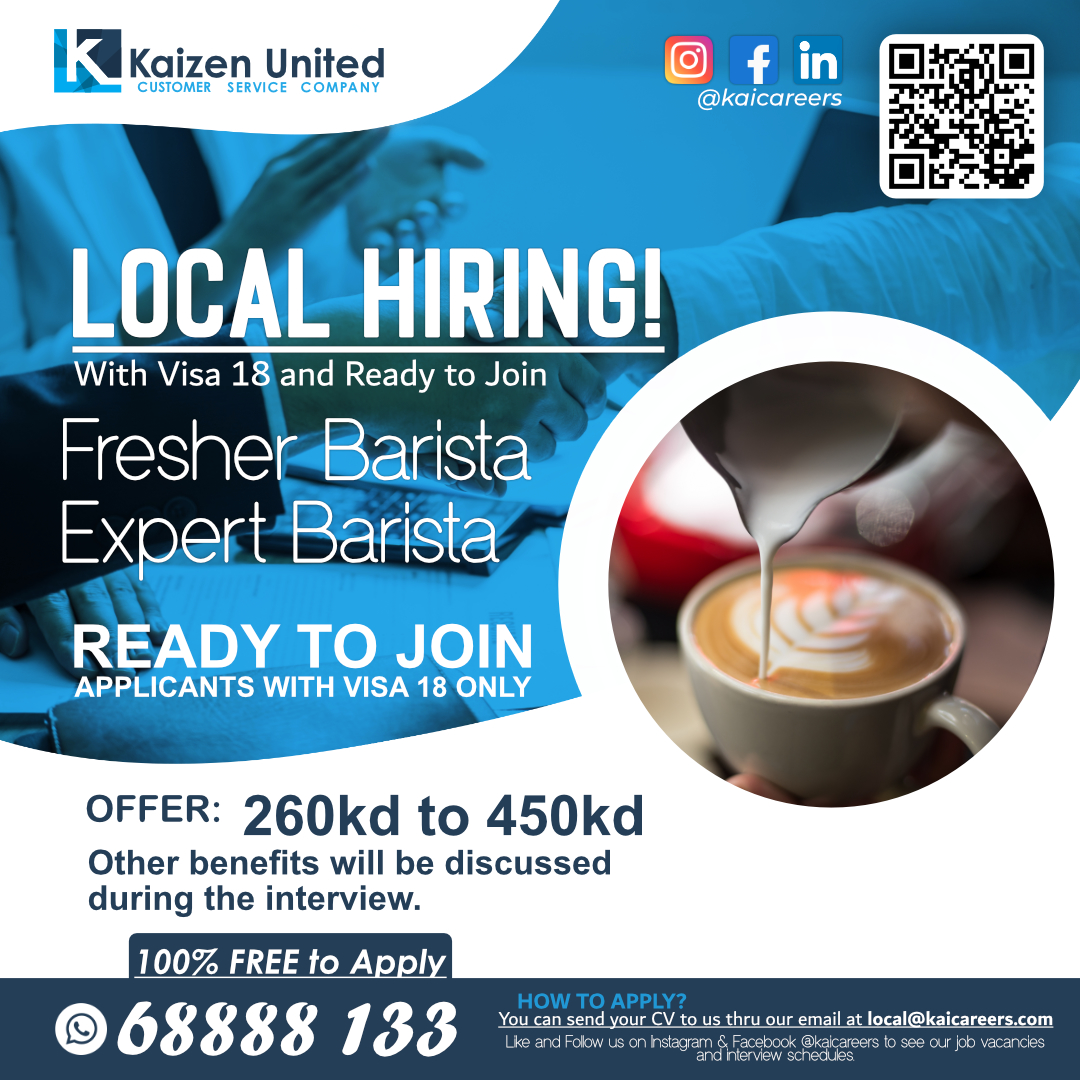 Kaizen United
CUSTOMER SERVICE COMPANY
@kaicareers
LOCAL HIRING!
With Visa 18 and Ready to Join
Fresher Barista
Expert Barista
READY TO JOIN
APPLICANTS WITH VISA 18 ONLY
OFFER: 260kd to 450kd
Other benefits will be discussed
during the interview.
100% FREE to Apply
68888 133
HOW TO APPLY?
You can send your CV to us thru our email at local@kaicareers.com
Like and Follow us on Instagram & Facebook @kaicareers to see our job vacancies
and interview schedules.